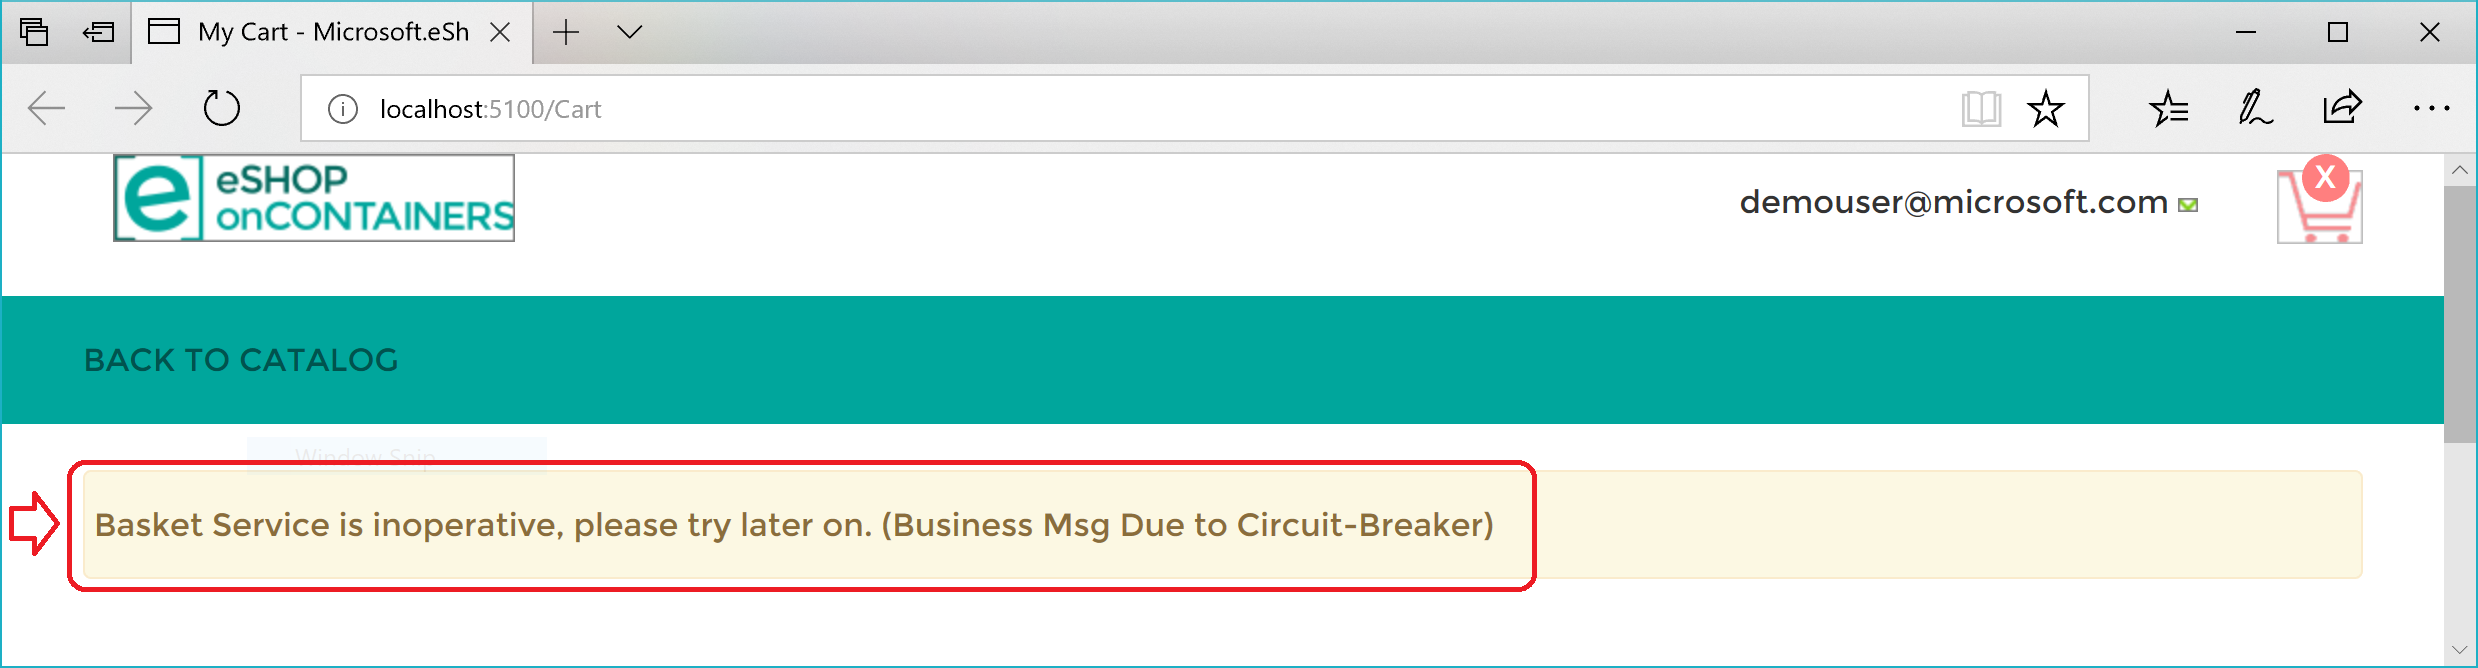 My Cart - Microsoft.eSh
localhost:5100/Cart
eSHOP
onCONTAINERS
demouser@microsoft.com
X
BACK TO CATALOG
Window Snip
Basket Service is inoperative, please try later on. (Business Msg Due to Circuit-Breaker)